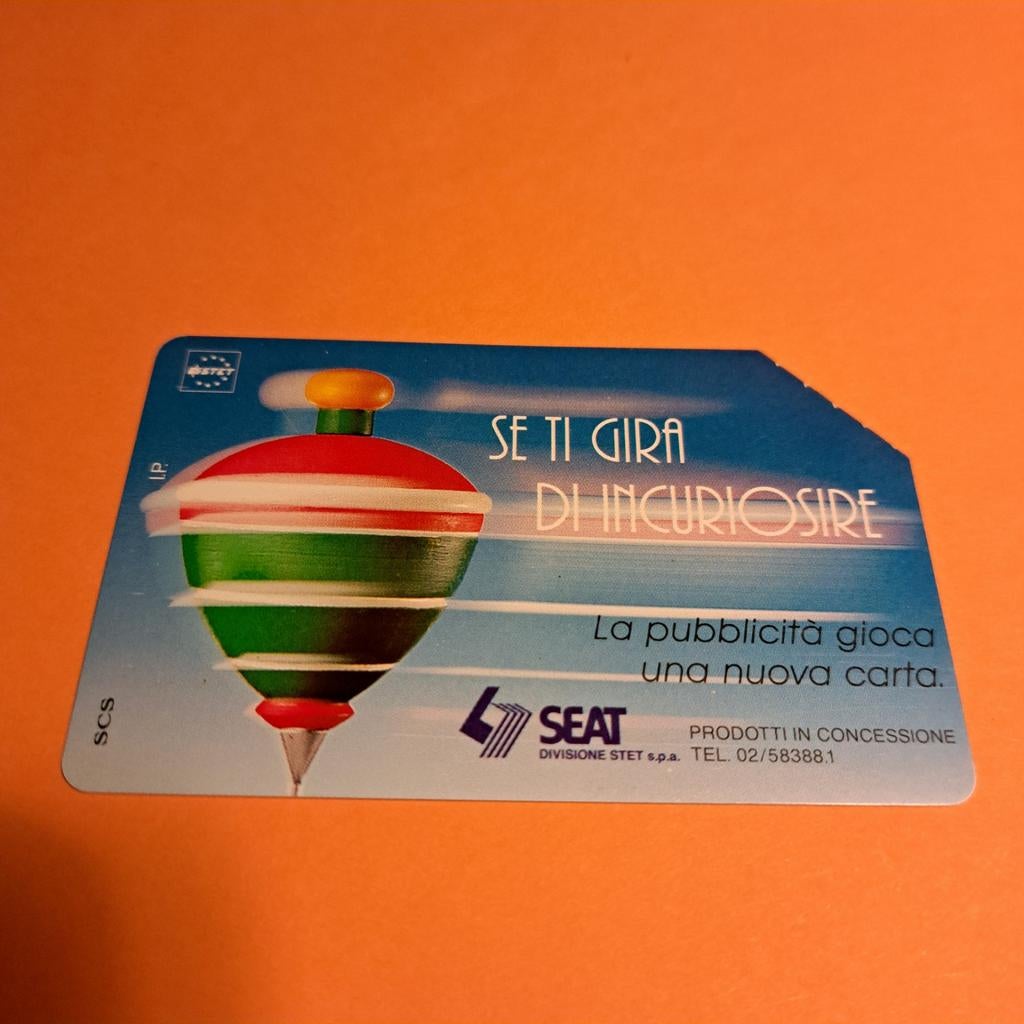 STET
I.P.
SE TI GIRA
DI INCURIOSIRE
La pubblicità gioca
una nuova carta.
SCS
SEAT
DIVISIONE STET s.p.a.
PRODOTTI IN CONCESSIONE
TEL. 02/58388.1